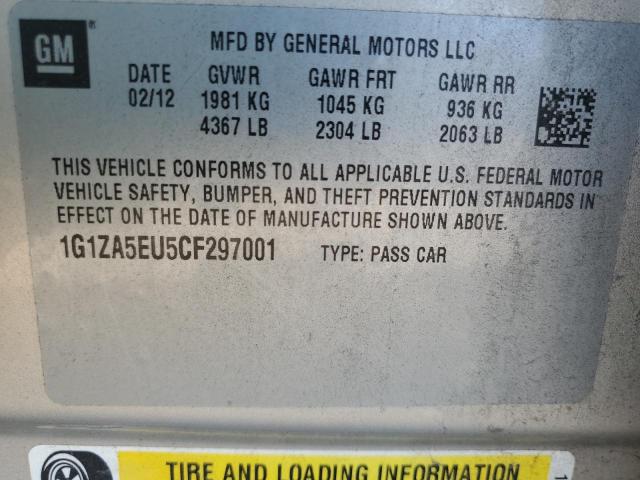 GM
MFD BY GENERAL MOTORS LLC
DATE GVWR GAWR FRT GAWR RR
02/12 1981 KG 1045 KG 936 KG
4367 LB 2304 LB 2063 LB
THIS VEHICLE CONFORMS TO ALL APPLICABLE U.S. FEDERAL MOTOR
VEHICLE SAFETY, BUMPER, AND THEFT PREVENTION STANDARDS
IN EFFECT ON THE DATE OF MANUFACTURE SHOWN ABOVE.
1G1ZA5EU5CF297001 TYPE: PASS CAR
TIRE AND LOADING INFORMATION